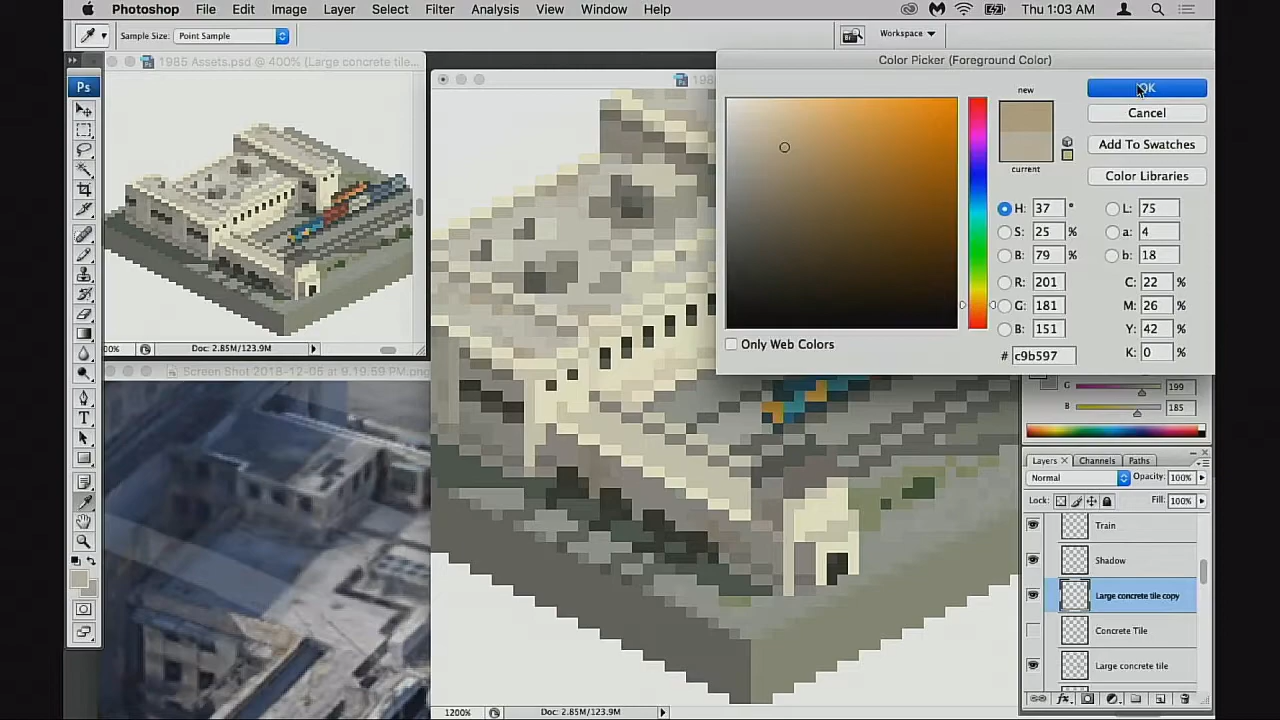 Photoshop File Edit Image Layer Select Filter Analysis View Window Help Thu 1:03 AM
Sample Size: Point Sample Workspace
1985 Assets.psd @ 400% (Large concrete tile...
198
Color Picker (Foreground Color)
Ps
new
current
OK
Cancel
Add To Swatches
Color Libraries
H: 37 ° L: 75
S: 25 % a: 4
B: 79 % b: 18
R: 201 C: 22 %
G: 181 M: 26 %
B: 151 Y: 42 %
# c9b597 K: 0 %
Only Web Colors
00% Doc: 2.85M/123.9M
Screen Shot 2018-12-05 at 9.19.59 PM.png
G 199
B 185
Layers Channels Paths
Normal Opacity: 100%
Lock: Fill: 100%
Train
Shadow
Large concrete tile copy
Concrete Tile
Large concrete tile
1200% Doc: 2.85M/123.9M